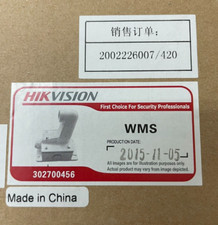 销售订单:
2002226007/420
HIKVISION
First Choice For Security Professionals
WMS
PRODUCTION DATE:
2015-11-05
All images are for illustration purposes only.
Actual product may vary from image depicted.
302700456
Made in China